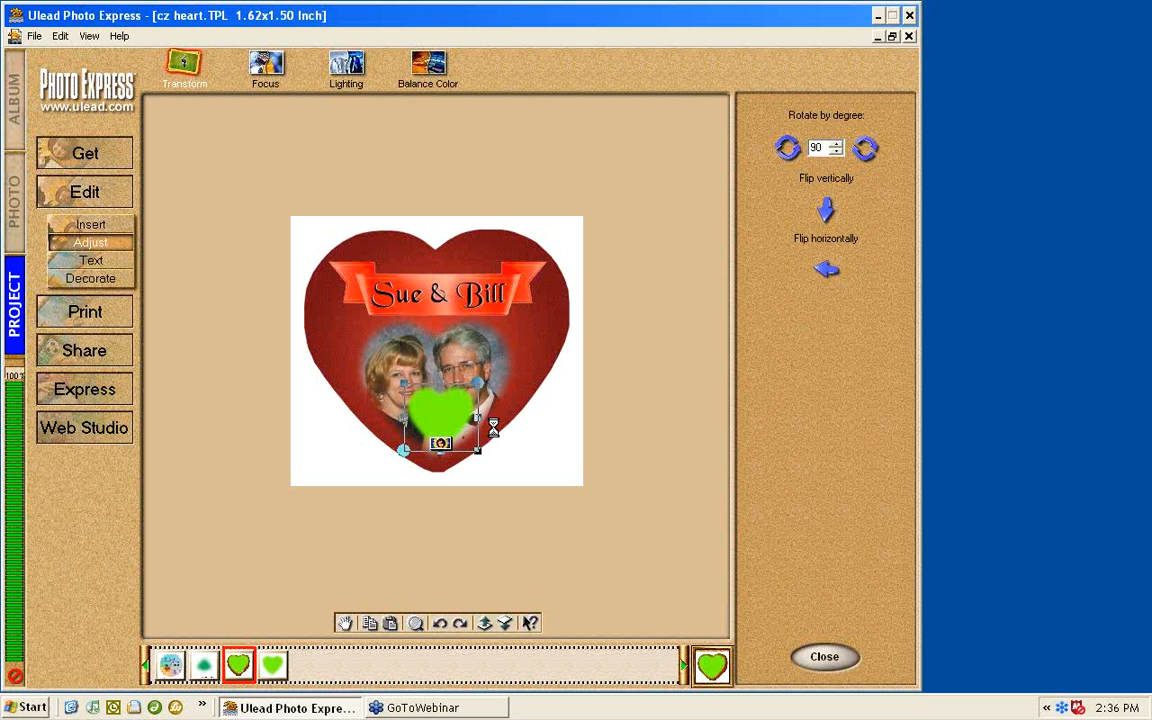 Ulead Photo Express - [cz heart.TPL 1.62x1.50 Inch]
File Edit View Help
ALBUM
PHOTO
PROJECT
100%
PHOTO EXPRESS
www.ulead.com
Transform
Focus
Lighting
Balance Color
Get
Edit
Insert
Adjust
Text
Decorate
Print
Share
Express
Web Studio
Sue & Bill
Rotate by degree:
90
Flip vertically
Flip horizontally
Close
Start
»
Ulead Photo Expre...
GoToWebinar
«
2:36 PM